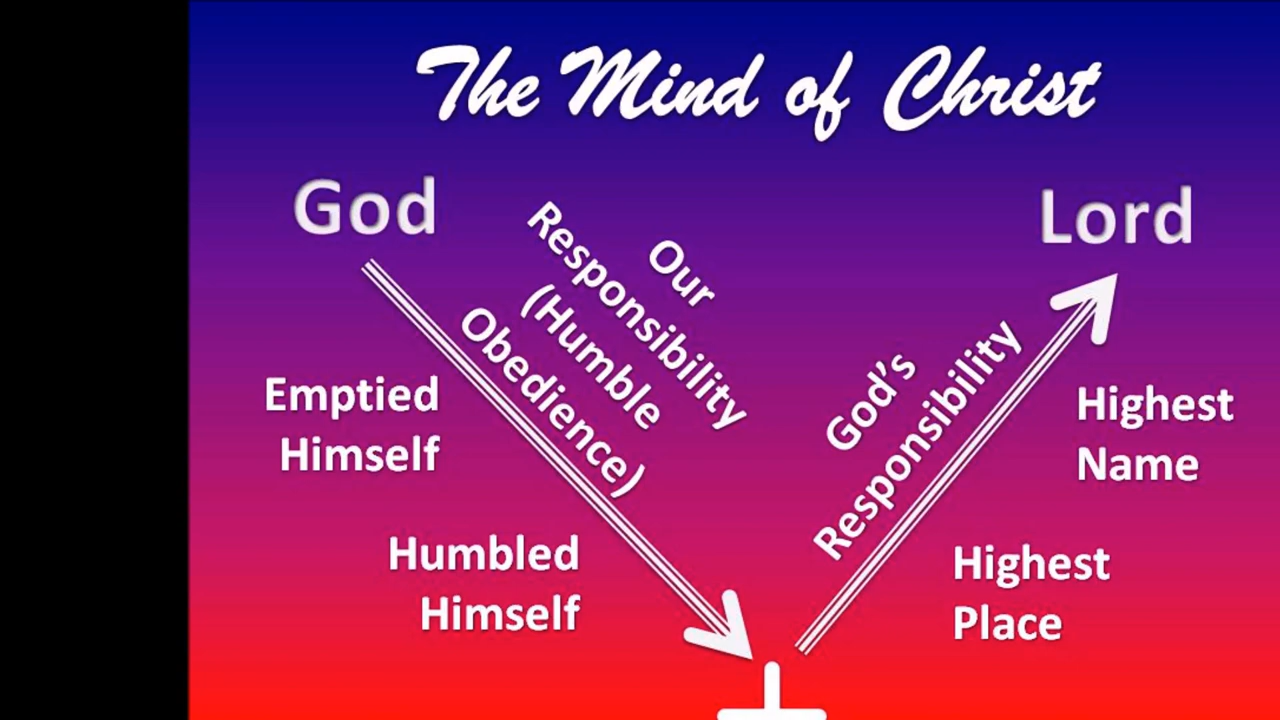 The Mind of Christ
God
Lord
Our
Responsibility
(Humble
Obedience)
God's
Responsibility
Emptied
Himself
Highest
Name
Humbled
Himself
Highest
Place